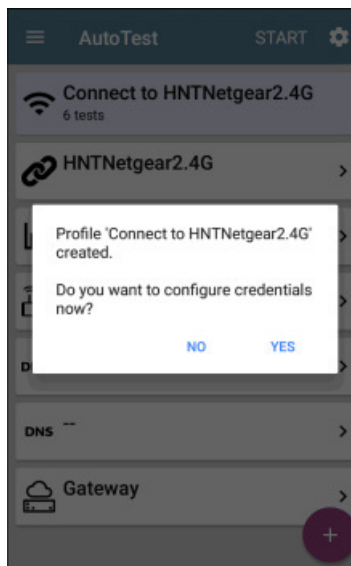 AutoTest START
Connect to HNTNetgear2.4G
6 tests
HNTNetgear2.4G
Profile 'Connect to HNTNetgear2.4G'
created.
Do you want to configure credentials
now?
NO YES
D
DNS --
Gateway
+